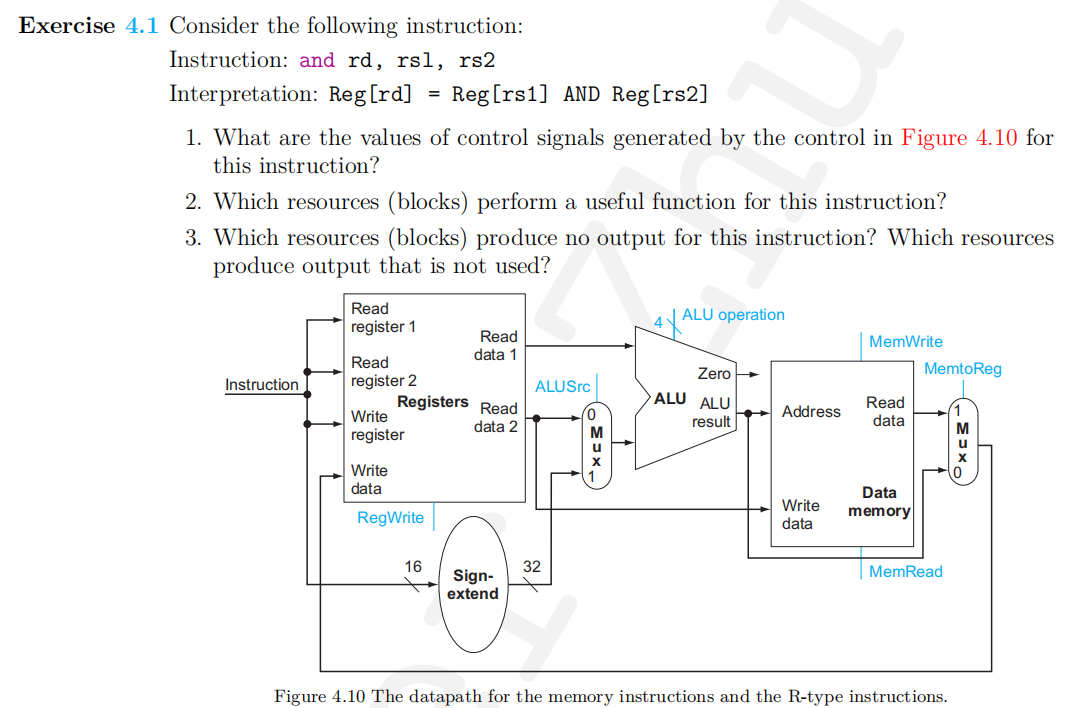 Exercise 4.1 Consider the following instruction:
Instruction: and rd, rsl, rs2
Interpretation: Reg[rd] = Reg[rs1] AND Reg[rs2]
1. What are the values of control signals generated by the control in Figure 4.10 for
this instruction?
2. Which resources (blocks) perform a useful function for this instruction?
3. Which resources (blocks) produce no output for this instruction? Which resources
produce output that is not used?
Instruction
Read
register 1
Read
register 2
Registers
Write
register
Write
data
Read
data 1
Read
data 2
RegWrite
16
Sign-
extend
32
ALUSrc
0
M
u
x
1
4
ALU operation
ALU
Zero
ALU
result
MemWrite
Address
Read
data
Write
data
Data
memory
MemRead
MemtoReg
1
M
u
x
0
Figure 4.10 The datapath for the memory instructions and the R-type instructions.